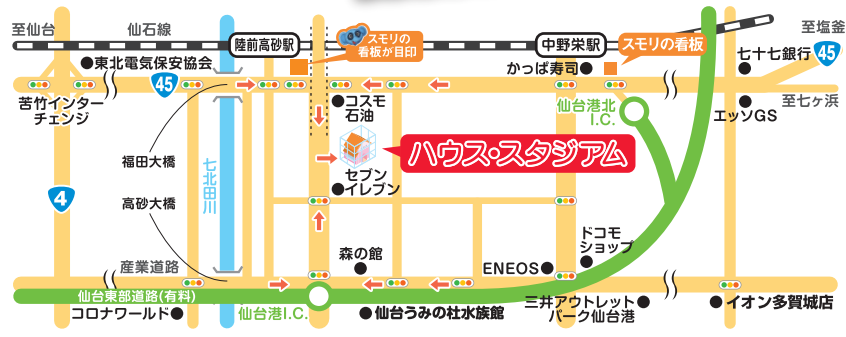 至仙台
仙石線
陸前高砂駅
スモリの
看板が目印
中野栄駅
スモリの看板
至塩釜
45
七十七銀行
東北電気保安協会
45
かっぱ寿司
苦竹インター
チェンジ
コスモ
石油
仙台港北
I.C.
エッソGS
至七ヶ浜
福田大橋
七北田川
ハウス・スタジアム
セブン
イレブン
4
高砂大橋
産業道路
森の館
ENEOS
ドコモ
ショップ
仙台東部道路(有料)
コロナワールド
仙台港I.C.
仙台うみの杜水族館
三井アウトレット
パーク仙台港
イオン多賀城店